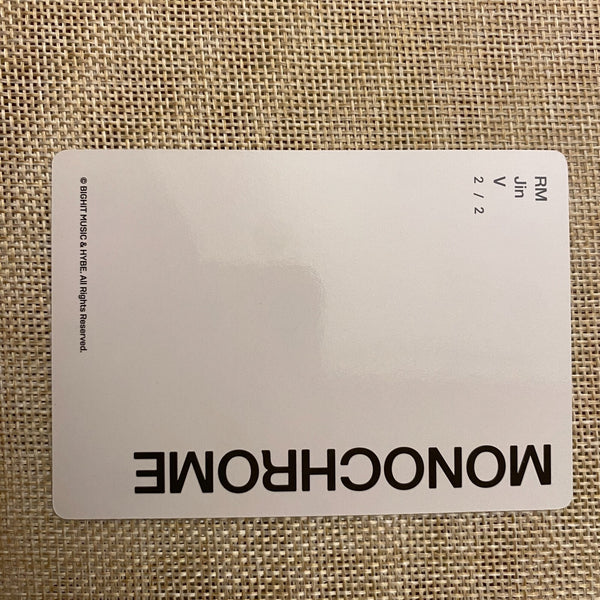 RM
Jin
V
2 / 2
MONOCHROME
© BIGHIT MUSIC & HYBE. All Rights Reserved.